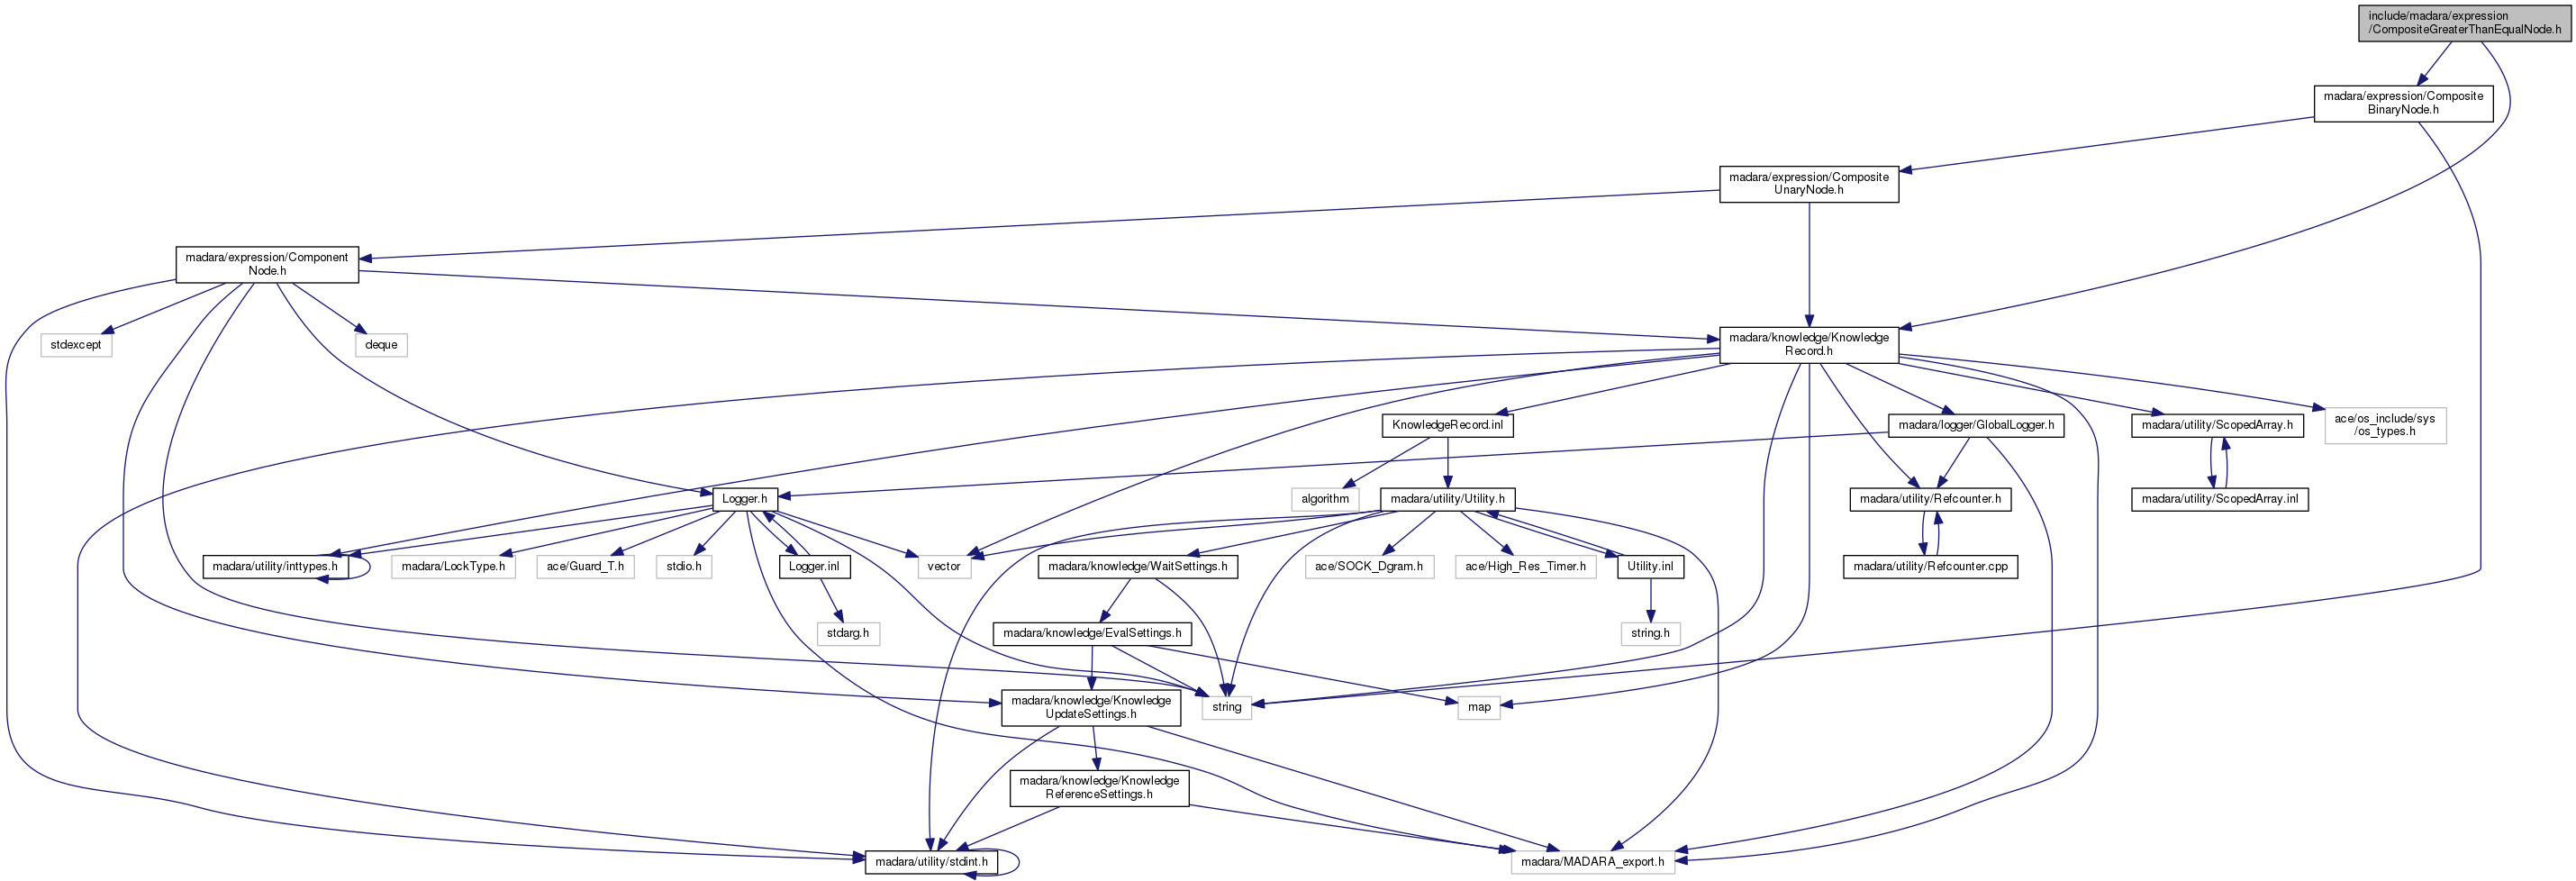 include/madara/expression
/CompositeGreaterThanEqualNode.h
madara/expression/Composite
BinaryNode.h
madara/expression/Composite
UnaryNode.h
madara/expression/Component
Node.h
stdexcept
deque
madara/knowledge/Knowledge
Record.h
KnowledgeRecord.inl
madara/logger/GlobalLogger.h
madara/utility/ScopedArray.h
ace/os_include/sys
/os_types.h
Logger.h
algorithm
madara/utility/Utility.h
madara/utility/Refcounter.h
madara/utility/ScopedArray.inl
madara/utility/inttypes.h
madara/LockType.h
ace/Guard_T.h
stdio.h
Logger.inl
vector
madara/knowledge/WaitSettings.h
ace/SOCK_Dgram.h
ace/High_Res_Timer.h
Utility.inl
madara/utility/Refcounter.cpp
stdarg.h
madara/knowledge/EvalSettings.h
string.h
madara/knowledge/Knowledge
UpdateSettings.h
string
map
madara/knowledge/Knowledge
ReferenceSettings.h
madara/utility/stdint.h
madara/MADARA_export.h